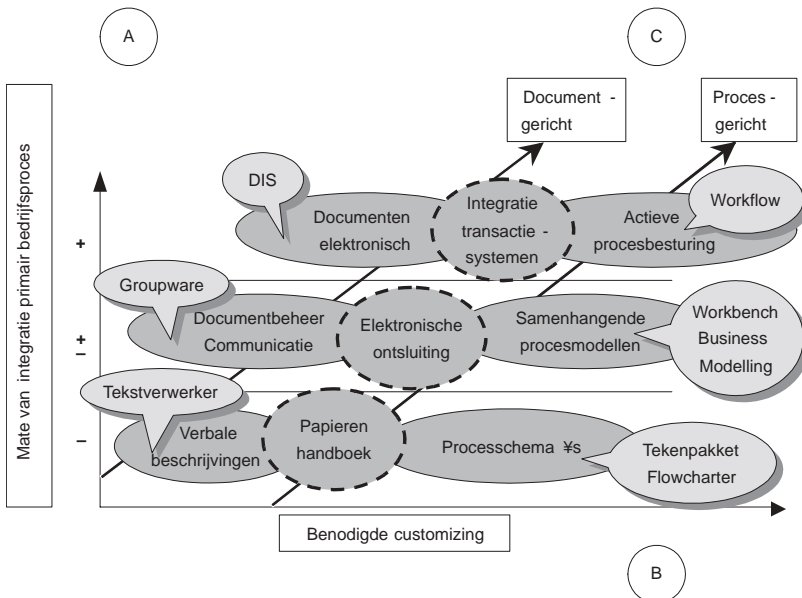 A
C
Document -
gericht
Proces -
gericht
Mate van integratie primair bedrijfsproces
DIS
Documenten
elektronisch
Integratie
transactie -
systemen
Actieve
procesbesturing
Workflow
+
Groupware
Documentbeheer
Communicatie
Elektronische
ontsluiting
Samenhangende
procesmodellen
Workbench
Business
Modelling
+
–
Tekstverwerker
Verbale
beschrijvingen
Papieren
handboek
Processchema ¥s
Tekenpakket
Flowcharter
–
Benodigde customizing
B